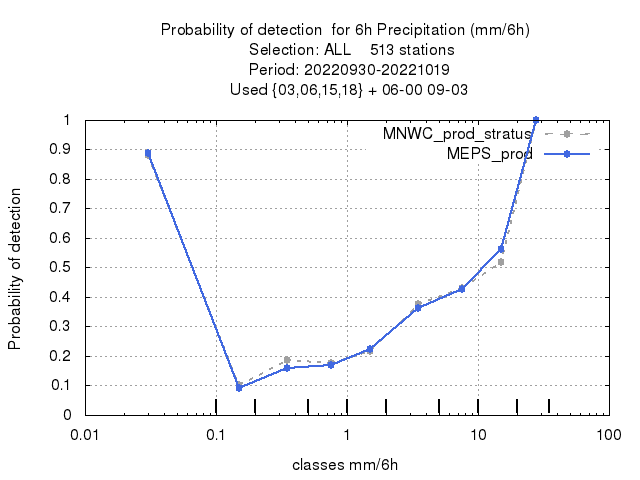 Probability of detection  for 6h Precipitation (mm/6h)
Selection: ALL    513 stations
Period: 20220930-20221019
Used {03,06,15,18} + 06-00 09-03
MNWC_prod_stratus
MEPS_prod
Probability of detection
1
0.9
0.8
0.7
0.6
0.5
0.4
0.3
0.2
0.1
0
0.01 0.1 1 10 100
classes mm/6h